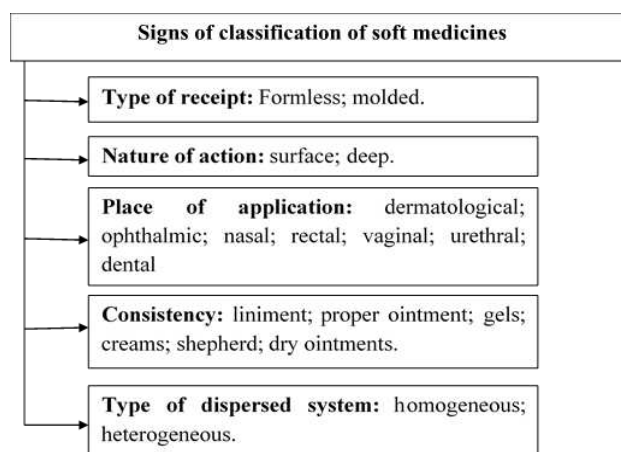 Signs of classification of soft medicines
Type of receipt: Formless; molded.
Nature of action: surface; deep.
Place of application: dermatological;
ophthalmic; nasal; rectal; vaginal; urethral;
dental
Consistency: liniment; proper ointment; gels;
creams; shepherd; dry ointments.
Type of dispersed system: homogeneous;
heterogeneous.